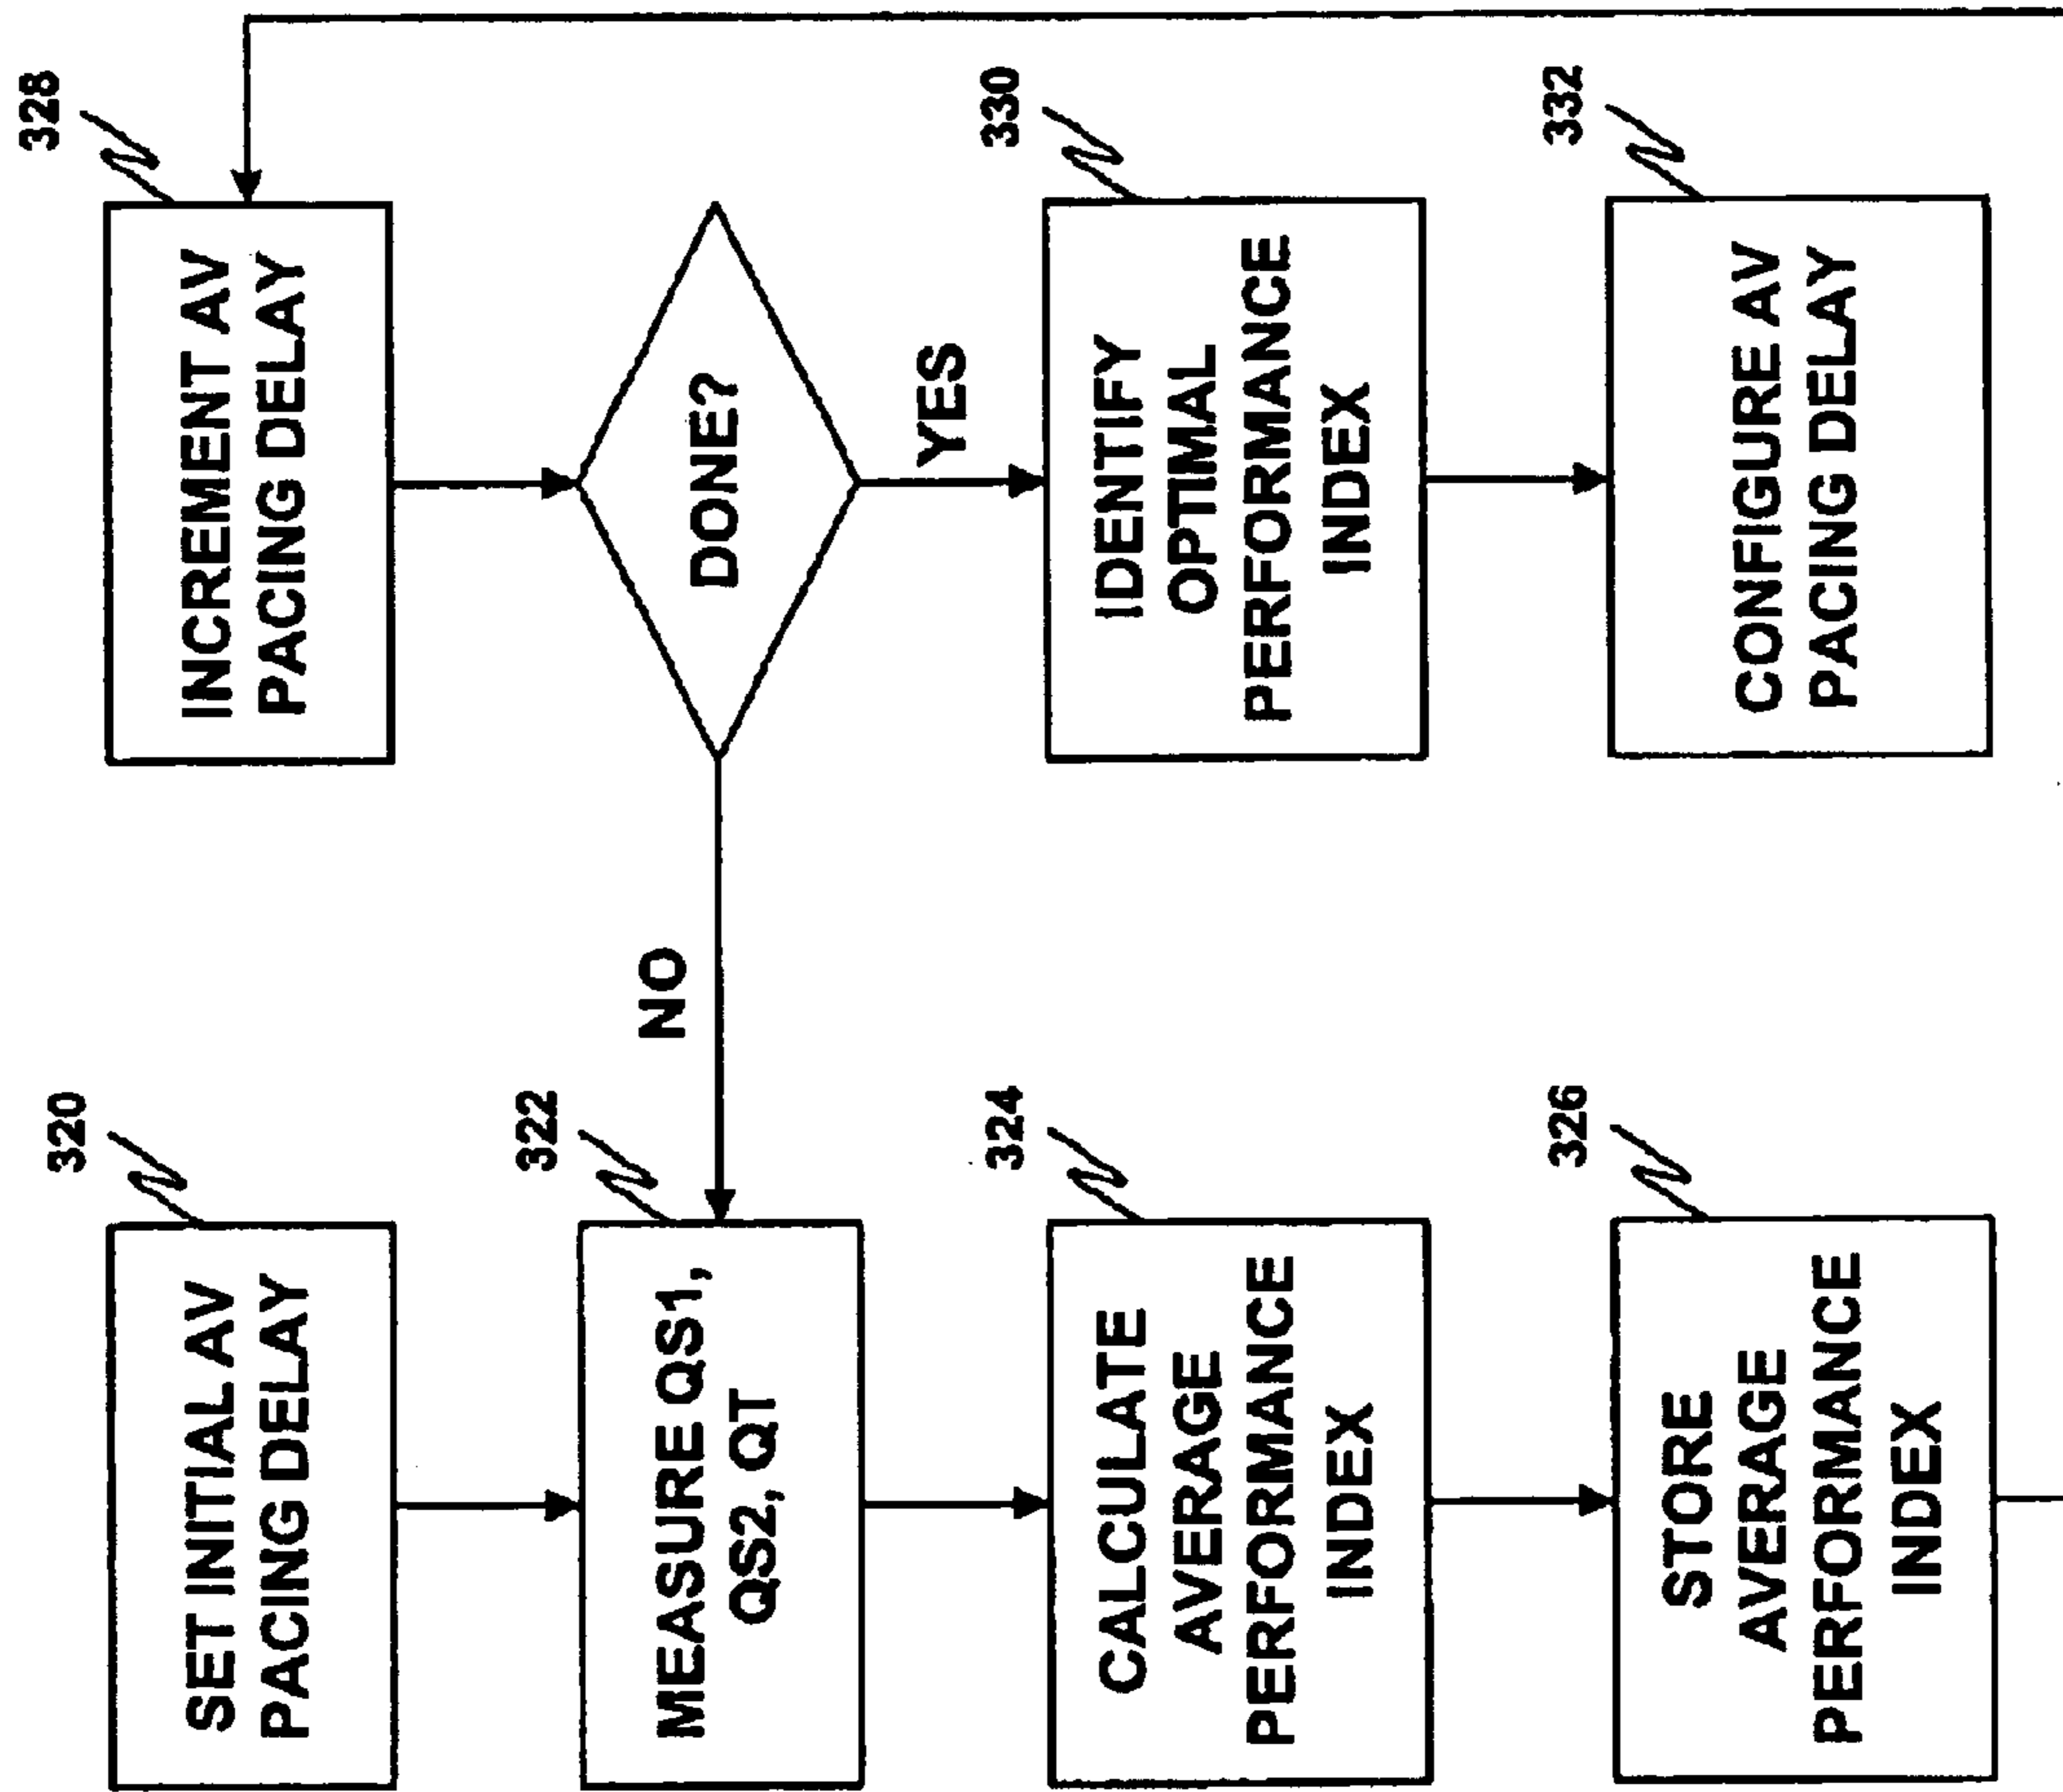 320
SET INITIAL AV
PACING DELAY
322
MEASURE QS1,
QS2, QT
324
CALCULATE
AVERAGE
PERFORMANCE
INDEX
326
STORE
AVERAGE
PERFORMANCE
INDEX
328
INCREMENT AV
PACING DELAY
DONE?
NO
YES
330
IDENTIFY
OPTIMAL
PERFORMANCE
INDEX
332
CONFIGURE AV
PACING DELAY